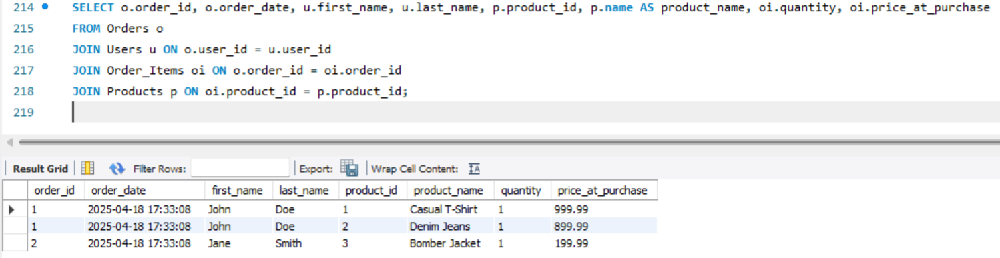 214 SELECT o.order_id, o.order_date, u.first_name, u.last_name, p.product_id, p.name AS product_name, oi.quantity, oi.price_at_purchase
215 FROM Orders o
216 JOIN Users u ON o.user_id = u.user_id
217 JOIN Order_Items oi ON o.order_id = oi.order_id
218 JOIN Products p ON oi.product_id = p.product_id;
219
Result Grid Filter Rows: Export: Wrap Cell Content: IA
order_id order_date first_name last_name product_id product_name quantity price_at_purchase
1 2025-04-18 17:33:08 John Doe 1 Casual T-Shirt 1 999.99
1 2025-04-18 17:33:08 John Doe 2 Denim Jeans 1 899.99
2 2025-04-18 17:33:08 Jane Smith 3 Bomber Jacket 1 199.99